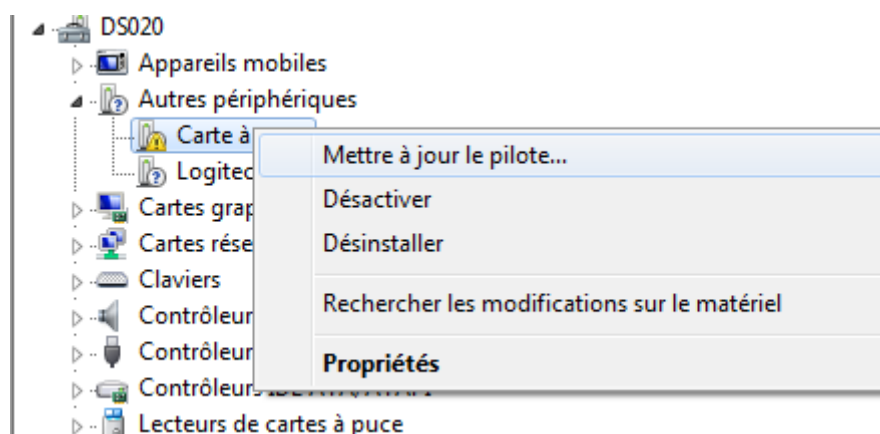 DS020
Appareils mobiles
Autres périphériques
Carte à
Mettre à jour le pilote...
Logitec
Désactiver
Cartes grap
Cartes rése
Désinstaller
Claviers
Rechercher les modifications sur le matériel
Contrôleur
Contrôleur
Propriétés
Contrôleurs
Lecteurs de cartes à puce